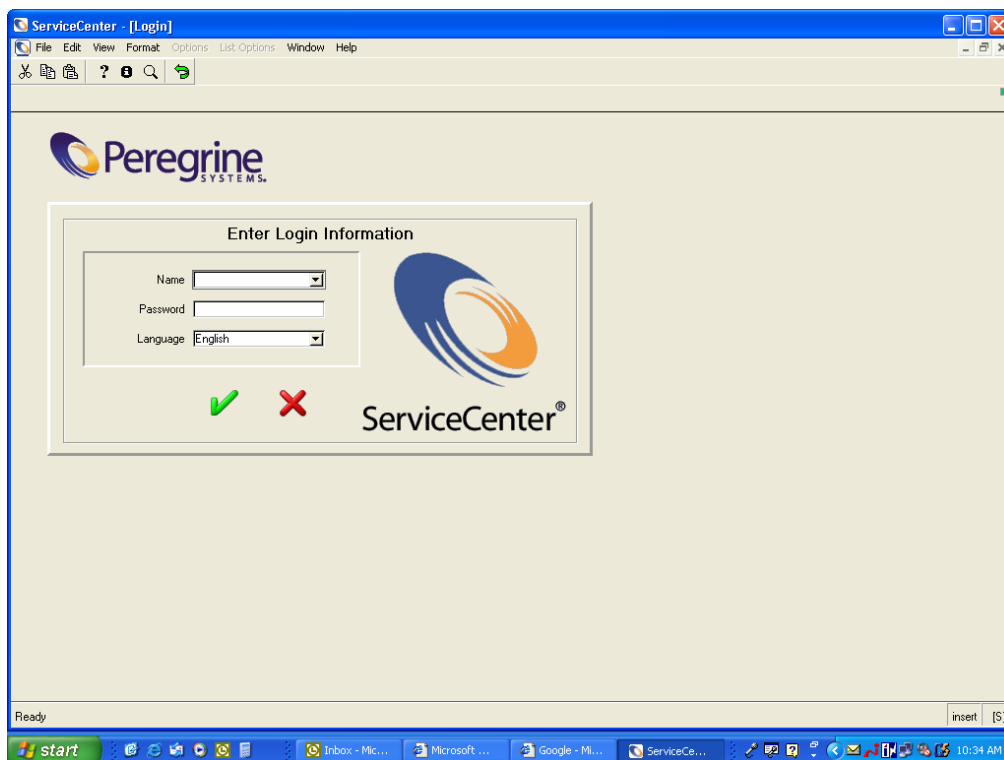 ServiceCenter - [Login]
File Edit View Format Options List Options Window Help
Peregrine
SYSTEMS.
Enter Login Information
Name
Password
Language English
ServiceCenter®
Ready
insert [S]
start Inbox - Mic... Microsoft ... Google - Mi... ServiceCe... 10:34 AM